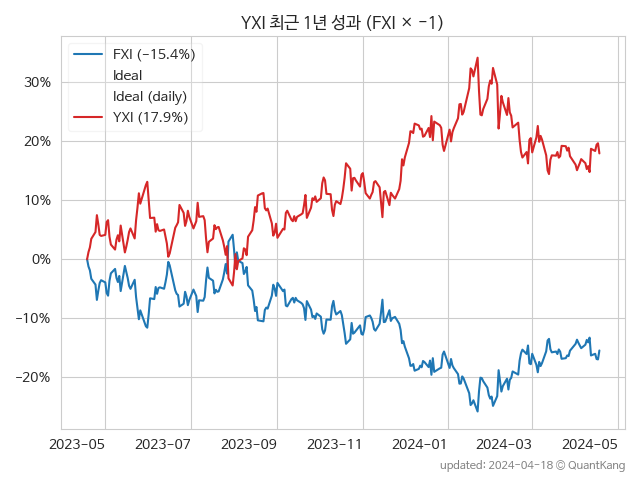 YXI 최근 1년 성과 (FXI × −1)
FXI (−15.4%)
Ideal
Ideal (daily)
YXI (17.9%)
30%
20%
10%
0%
−10%
−20%
2023−05 2023−07 2023−09 2023−11 2024−01 2024−03 2024−05
updated: 2024−04−18 © QuantKang